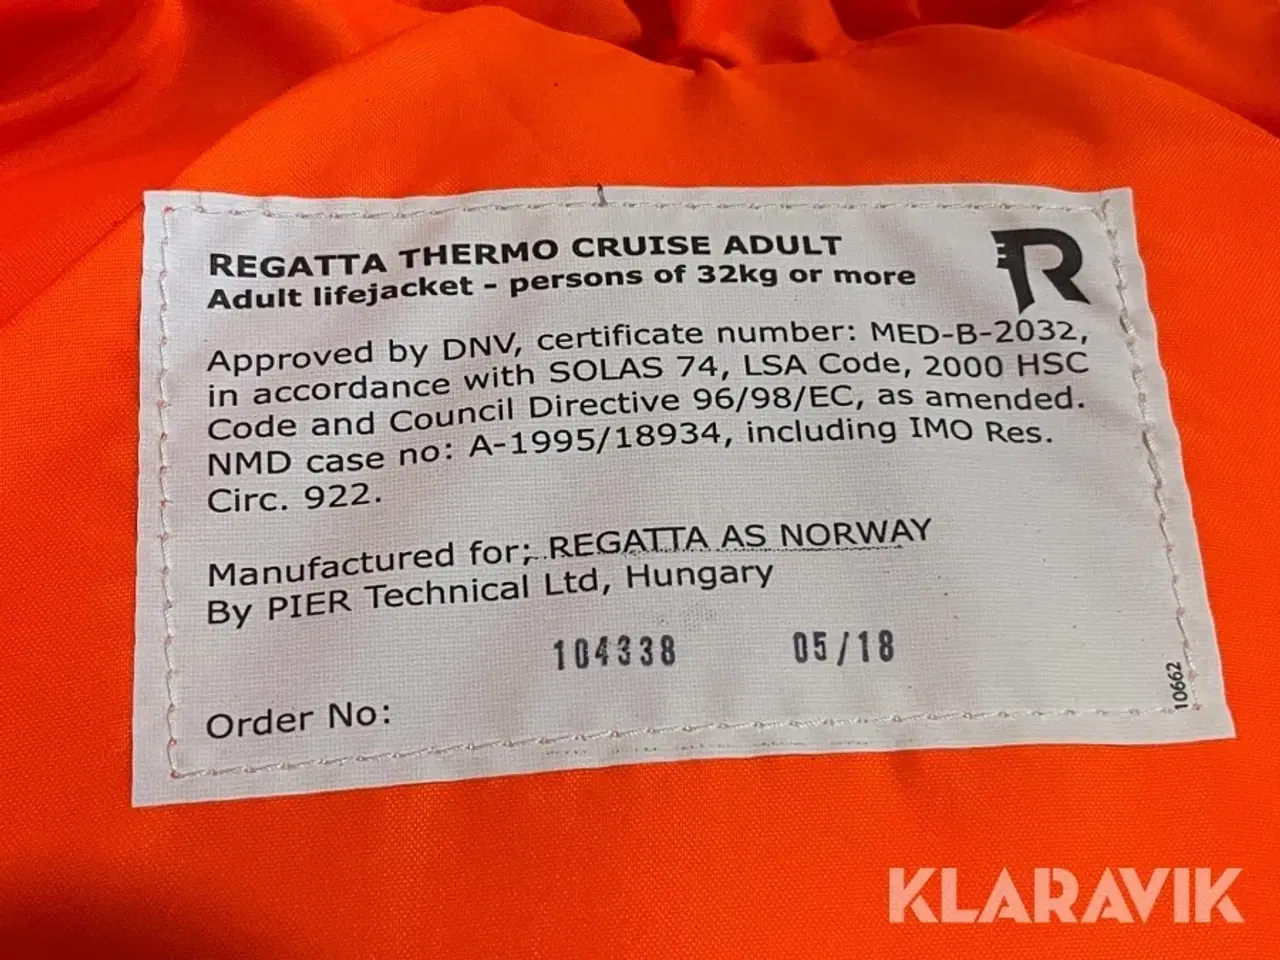 REGATTA THERMO CRUISE ADULT
Adult lifejacket - persons of 32kg or more
R
Approved by DNV, certificate number: MED-B-2032,
in accordance with SOLAS 74, LSA Code, 2000 HSC
Code and Council Directive 96/98/EC, as amended.
NMD case no: A-1995/18934, including IMO Res.
Circ. 922.
Manufactured for; REGATTA AS NORWAY
By PIER Technical Ltd, Hungary
104338 05/18
Order No:
10662
KLARAVIK